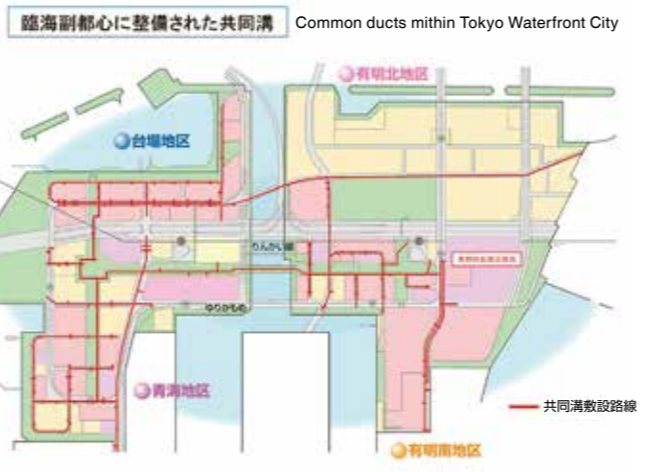 臨海副都心に整備された共同溝
Common ducts mithin Tokyo Waterfront City
有明北地区
台場地区
りんかい線
ゆりかもめ
青海地区
共同溝敷設路線
有明南地区